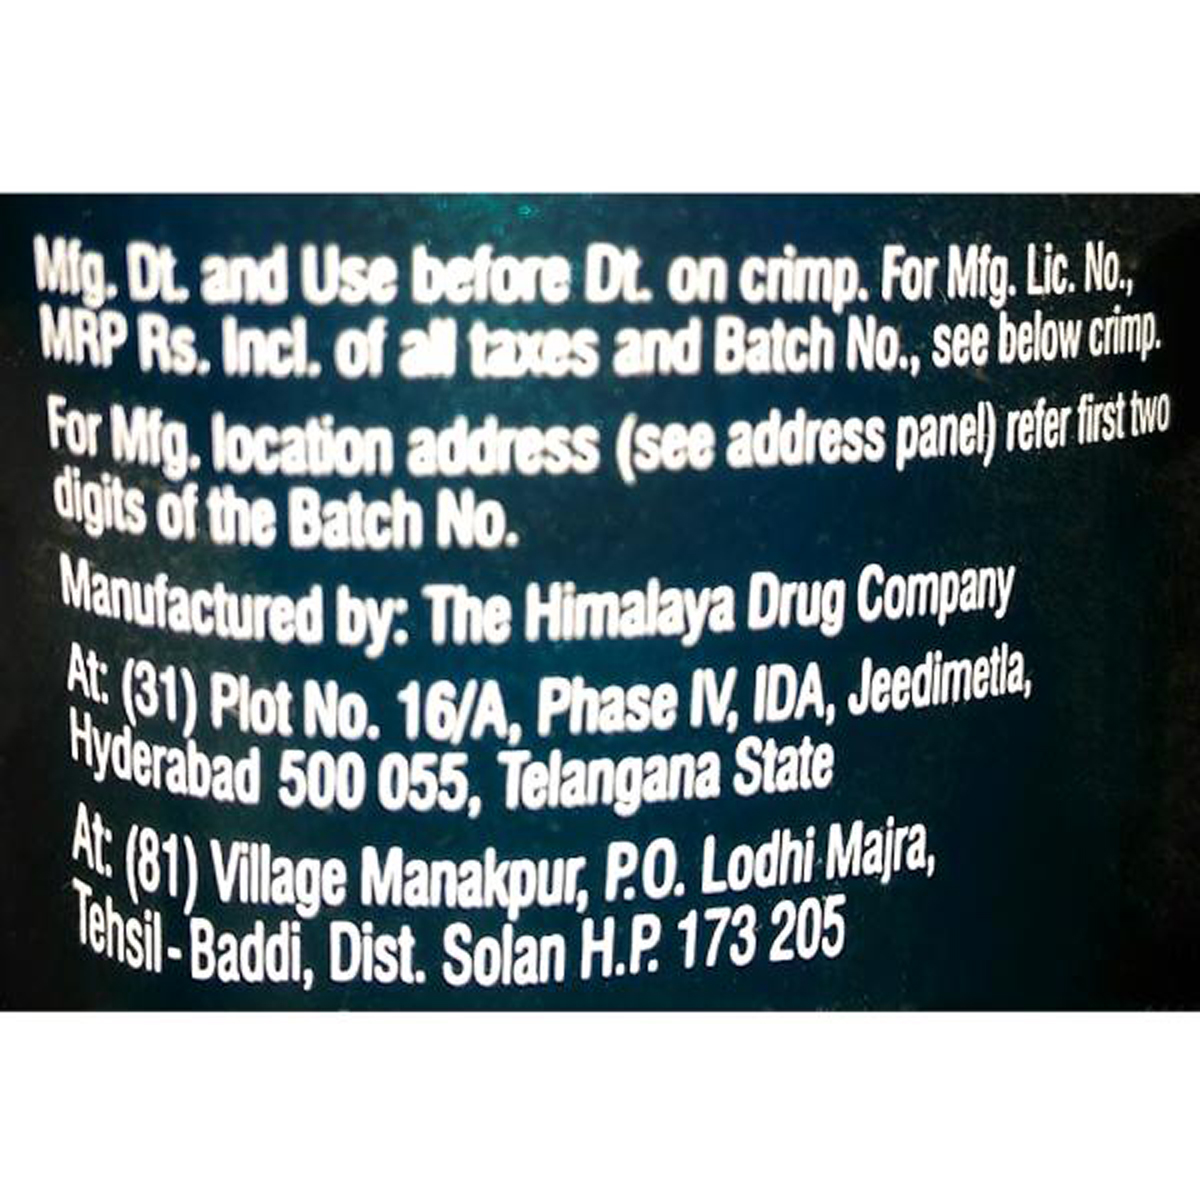 Mfg. Dt. and Use before Dt. on crimp. For Mfg. Lic. No.,
MRP Rs. Incl. of all taxes and Batch No., see below crimp.
For Mfg. location address (see address panel) refer first two
digits of the Batch No.
Manufactured by: The Himalaya Drug Company
At: (31) Plot No. 16/A, Phase IV, IDA, Jeedimetla,
Hyderabad 500 055, Telangana State
At: (81) Village Manakpur, P.O. Lodhi Majra,
Tehsil - Baddi, Dist. Solan H.P. 173 205